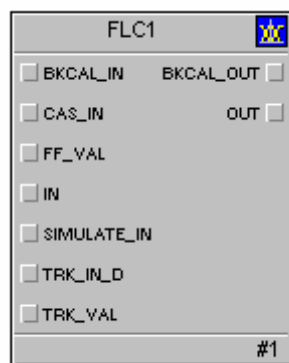 FLC1
BKCAL_IN BKCAL_OUT
CAS_IN OUT
FF_VAL
IN
SIMULATE_IN
TRK_IN_D
TRK_VAL
#1